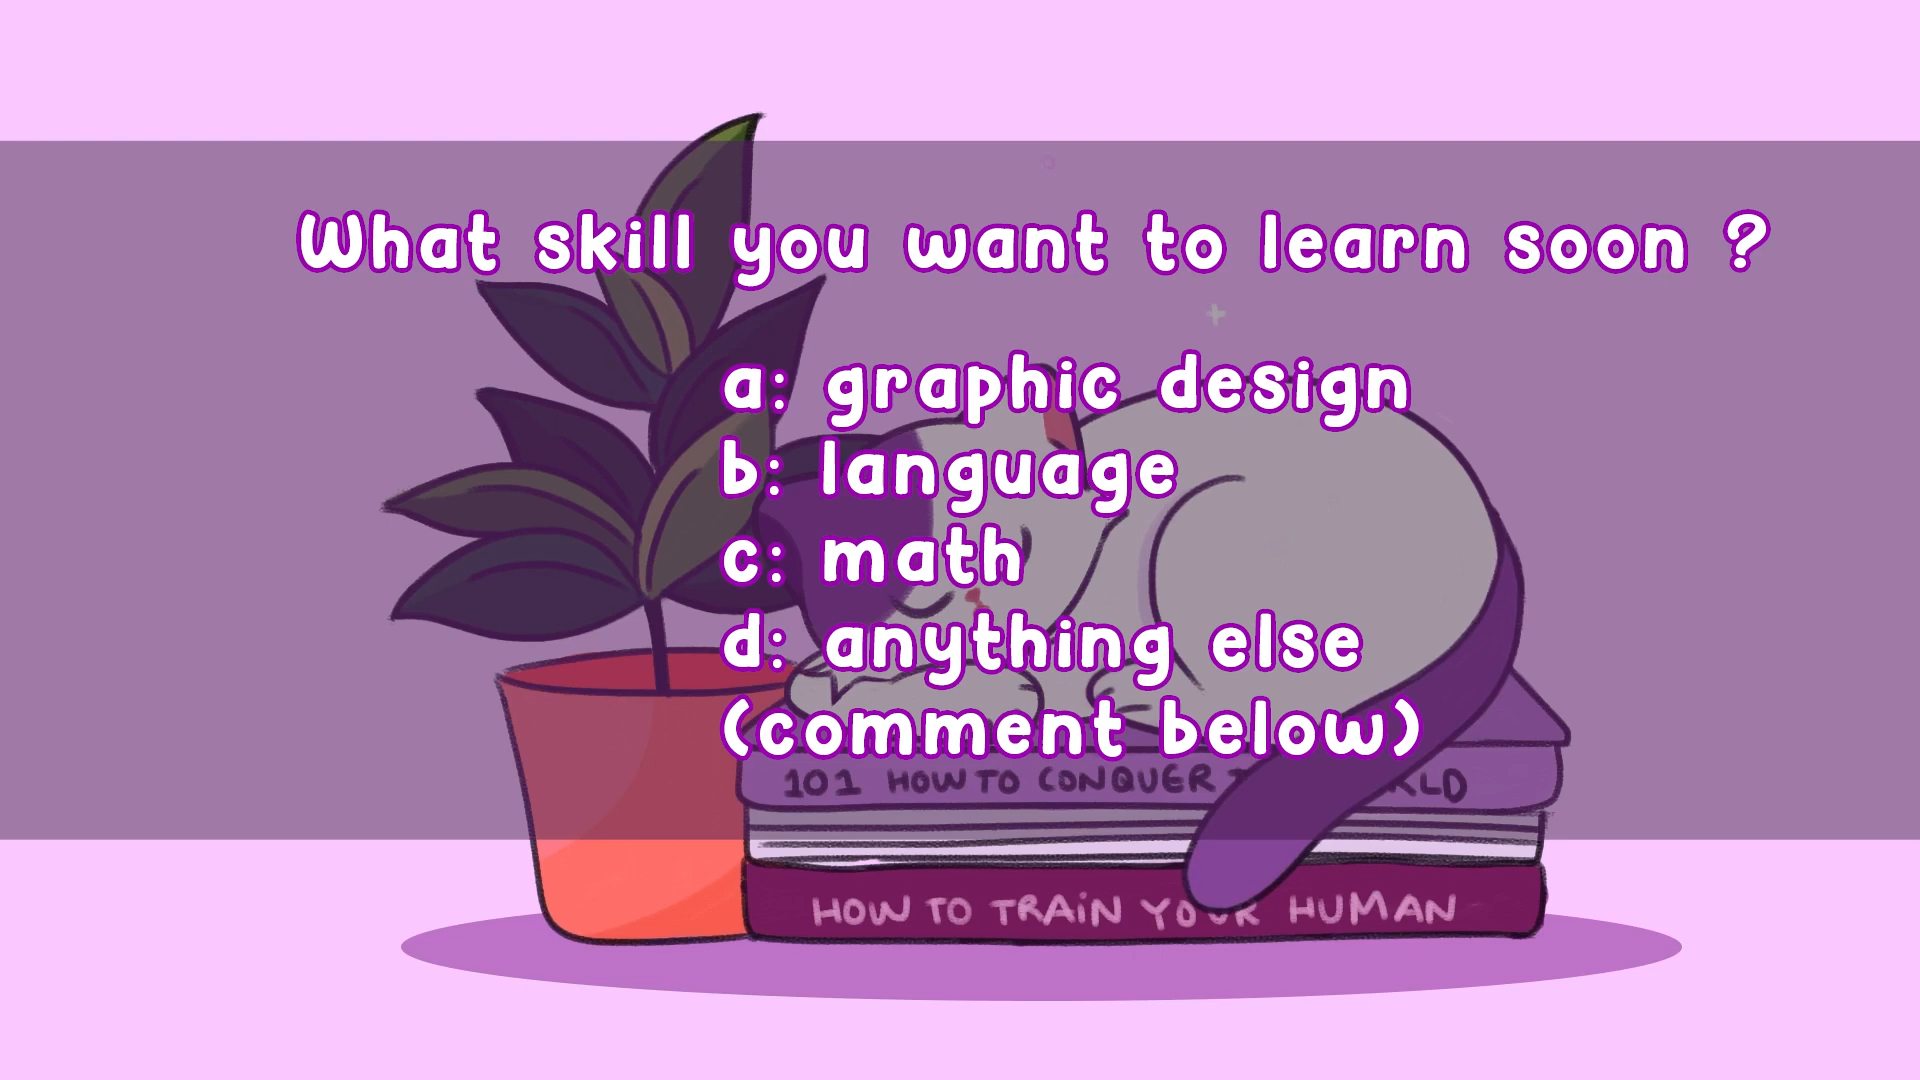 What skill you want to learn soon ?
a: graphic design
b: language
c: math
d: anything else
(comment below)
101 HOW TO CONQUER
HOW TO TRAiN YOUR HUMAN